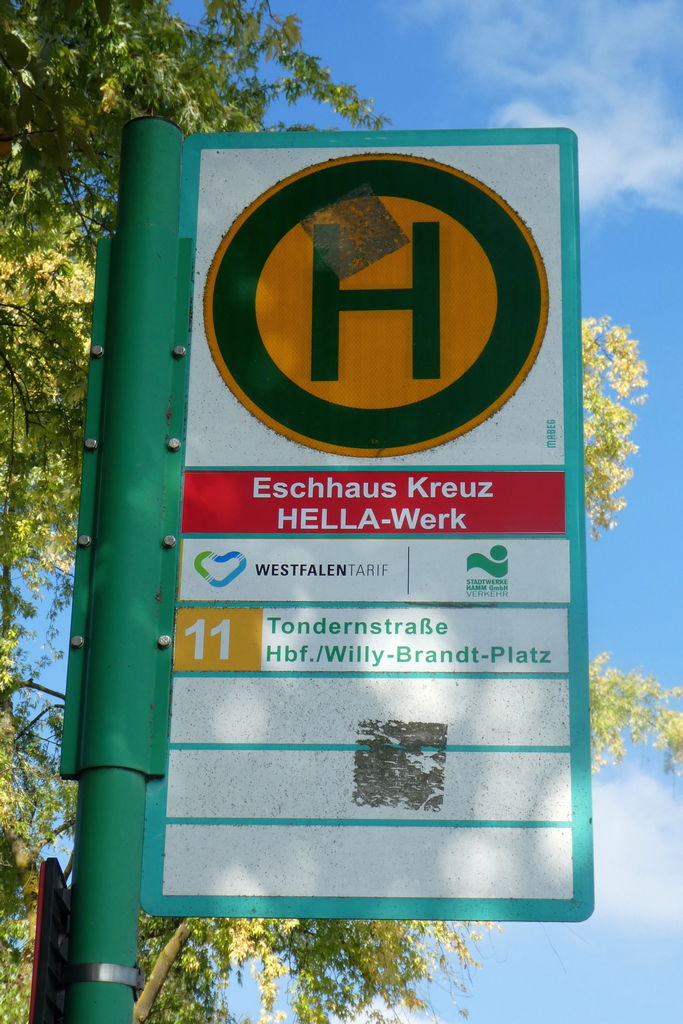 H
MABEG
Eschhaus Kreuz
HELLA-Werk
WESTFALENTARIF
STADTWERKE
HAMM GmbH
VERKEHR
11
Tondernstraße
Hbf./Willy-Brandt-Platz